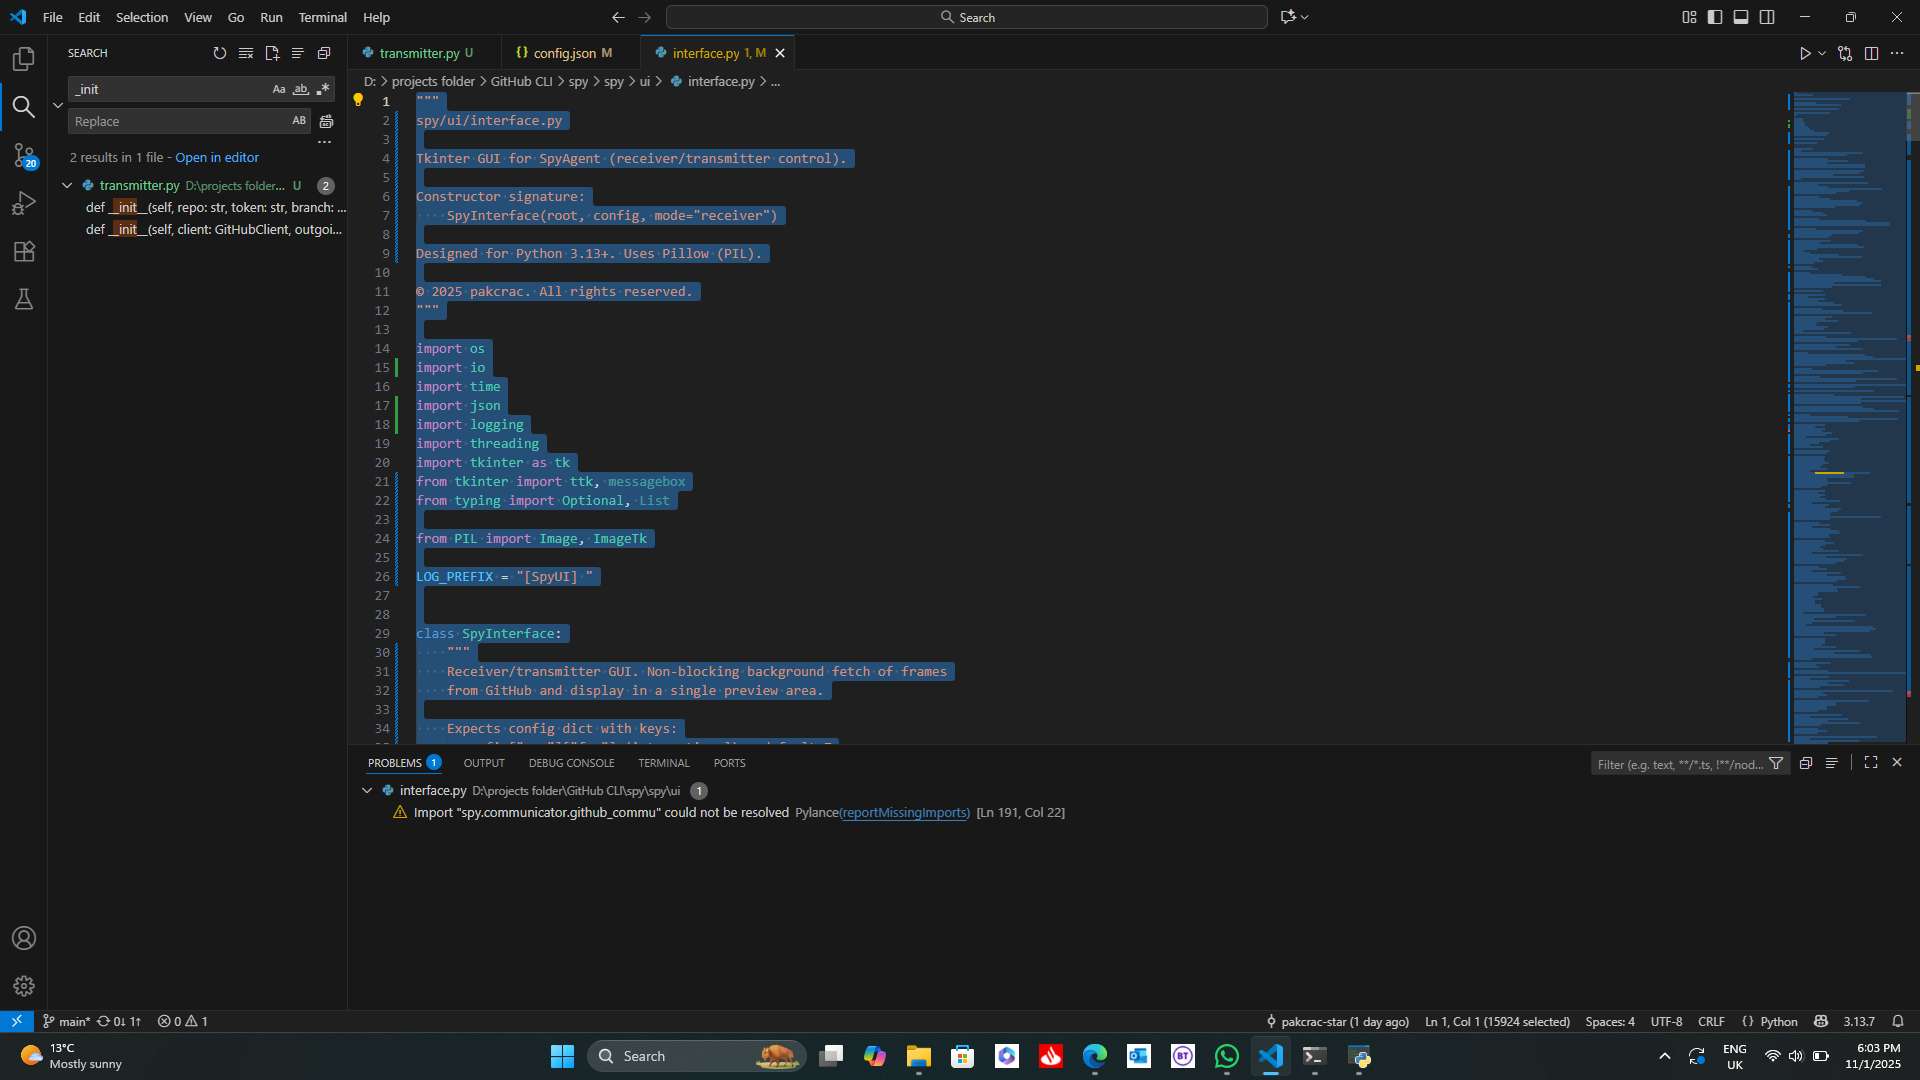 File Edit Selection View Go Run Terminal Help
Search
SEARCH
_init
Aa ab .*
Replace
AB
2 results in 1 file - Open in editor
transmitter.py D:\projects folder... U 2
def __init__(self, repo: str, token: str, branch: ...
def __init__(self, client: GitHubClient, outgoi...
20
transmitter.py U
{} config.json M
interface.py 1, M
D: > projects folder > GitHub CLI > spy > spy > ui > interface.py > ...
1 """
2 spy/ui/interface.py
3
4 Tkinter GUI for SpyAgent (receiver/transmitter control).
5
6 Constructor signature:
7     SpyInterface(root, config, mode="receiver")
8
9 Designed for Python 3.13+. Uses Pillow (PIL).
10
11 © 2025 pakcrac. All rights reserved.
12 """
13
14 import os
15 import io
16 import time
17 import json
18 import logging
19 import threading
20 import tkinter as tk
21 from tkinter import ttk, messagebox
22 from typing import Optional, List
23
24 from PIL import Image, ImageTk
25
26 LOG_PREFIX = "[SpyUI] "
27
28
29 class SpyInterface:
30     """
31     Receiver/transmitter GUI. Non-blocking background fetch of frames
32     from GitHub and display in a single preview area.
33
34     Expects config dict with keys:
PROBLEMS 1 OUTPUT DEBUG CONSOLE TERMINAL PORTS
Filter (e.g. text, **/*.ts, !**/nod...
interface.py D:\projects folder\GitHub CLI\spy\spy\ui 1
Import "spy.communicator.github_commu" could not be resolved Pylance(reportMissingImports) [Ln 191, Col 22]
main* 0↓ 1↑ 0 1
pakcrac-star (1 day ago) Ln 1, Col 1 (15924 selected) Spaces: 4 UTF-8 CRLF {} Python 3.13.7
13°C
Mostly sunny
Search
BT
ENG
UK
6:03 PM
11/1/2025